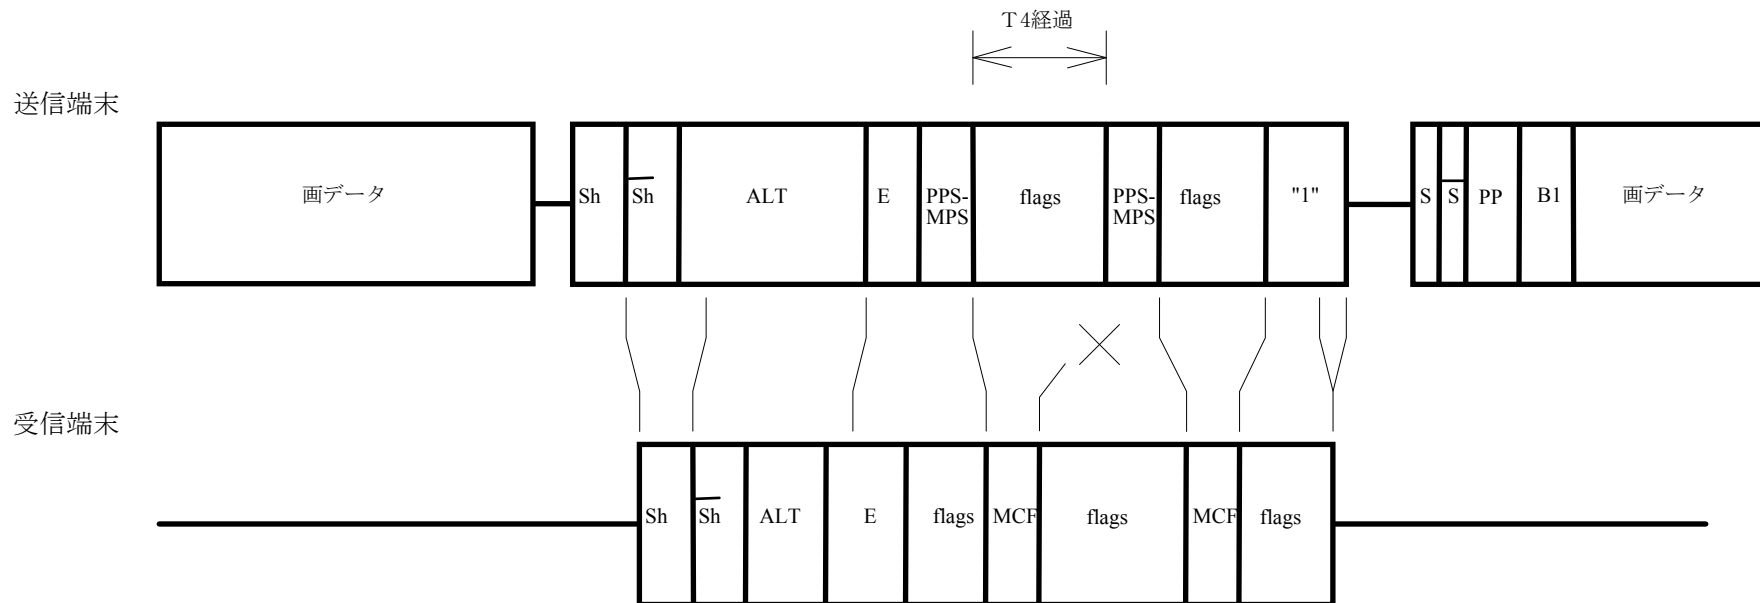 T4経過
送信端末
画データ Sh Sh ALT E PPS-MPS flags PPS-MPS flags "1" S S PP B1 画データ
受信端末
Sh Sh ALT E flags MCF flags MCF flags